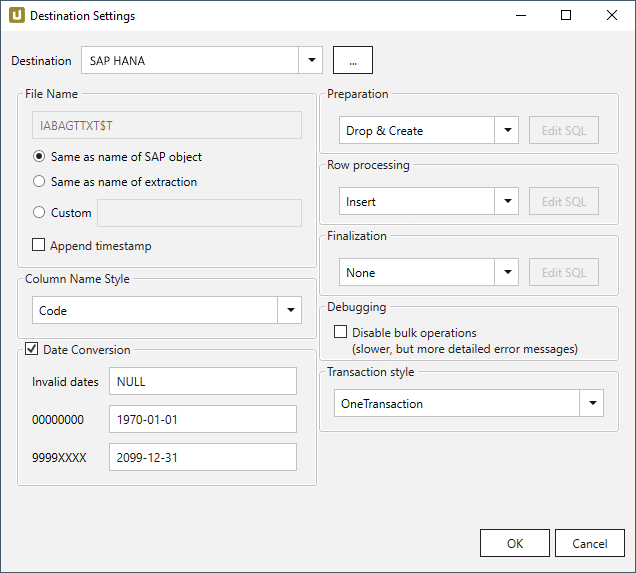 Destination Settings
Destination
SAP HANA
...
File Name
IABAGTTXT$T
Same as name of SAP object
Same as name of extraction
Custom
Append timestamp
Column Name Style
Code
Date Conversion
Invalid dates
NULL
00000000
1970-01-01
9999XXXX
2099-12-31
Preparation
Drop & Create
Edit SQL
Row processing
Insert
Edit SQL
Finalization
None
Edit SQL
Debugging
Disable bulk operations
(slower, but more detailed error messages)
Transaction style
OneTransaction
OK
Cancel